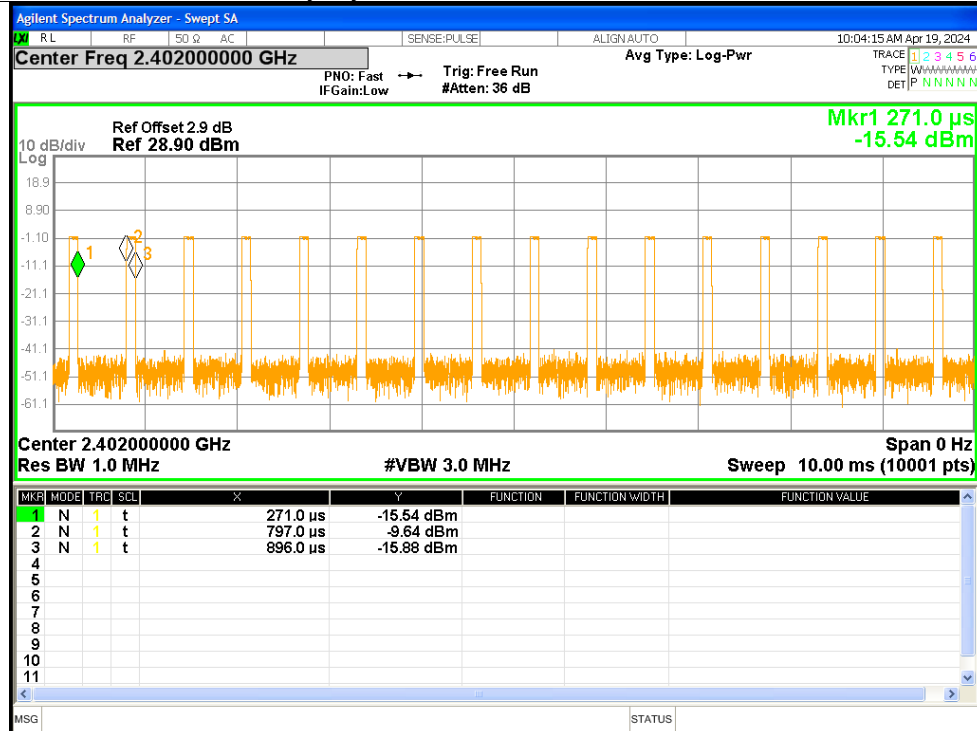 Agilent Spectrum Analyzer - Swept SA
LXI RL RF 50 Ω AC SENSE:PULSE ALIGN AUTO 10:04:15 AM Apr 19, 2024
Center Freq 2.402000000 GHz Avg Type: Log-Pwr TRACE 1 2 3 4 5 6
PNO: Fast Trig: Free Run TYPE WWWWWW
IFGain:Low #Atten: 36 dB DET P N N N N N
Mkr1 271.0 µs
-15.54 dBm
Ref Offset 2.9 dB
10 dB/div Ref 28.90 dBm
Log
18.9
8.90
-1.10
-11.1
-21.1
-31.1
-41.1
-51.1
-61.1
1
2
3
Center 2.402000000 GHz Span 0 Hz
Res BW 1.0 MHz #VBW 3.0 MHz Sweep 10.00 ms (10001 pts)
MKR MODE TRC SCL X Y FUNCTION FUNCTION WIDTH FUNCTION VALUE
1 N 1 t 271.0 µs -15.54 dBm
2 N 1 t 797.0 µs -9.64 dBm
3 N 1 t 896.0 µs -15.88 dBm
4
5
6
7
8
9
10
11
MSG STATUS